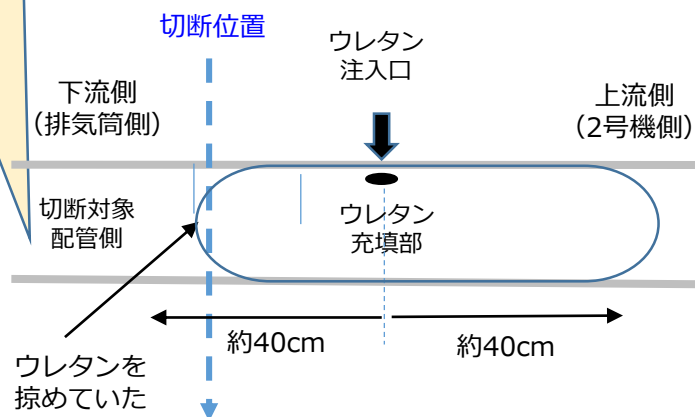 切断位置
ウレタン
注入口
下流側
(排気筒側)
上流側
(2号機側)
切断対象
配管側
ウレタン
充填部
約40cm
約40cm
ウレタンを
掠めていた